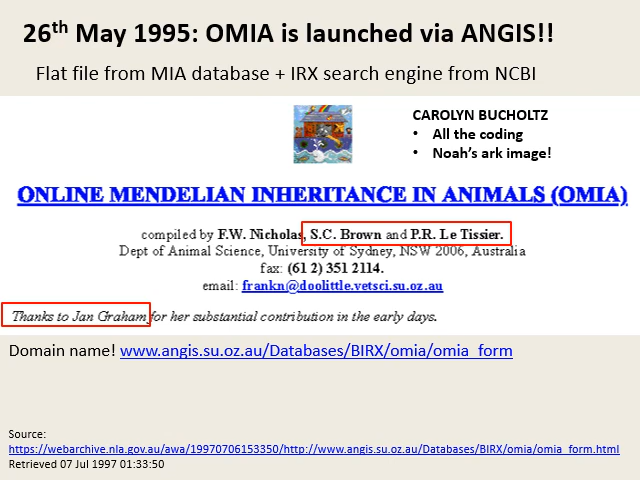 26th May 1995: OMIA is launched via ANGIS!!
Flat file from MIA database + IRX search engine from NCBI
CAROLYN BUCHOLTZ
• All the coding
• Noah's ark image!
ONLINE MENDELIAN INHERITANCE IN ANIMALS (OMIA)
compiled by F.W. Nicholas, S.C. Brown and P.R. Le Tissier.
Dept of Animal Science, University of Sydney, NSW 2006, Australia
fax: (61 2) 351 2114.
email: frankn@doolittle.vetsci.su.oz.au
Thanks to Jan Graham for her substantial contribution in the early days.
Domain name! www.angis.su.oz.au/Databases/BIRX/omia/omia_form
Source:
https://webarchive.nla.gov.au/awa/19970706153350/http://www.angis.su.oz.au/Databases/BIRX/omia/omia_form.html
Retrieved 07 Jul 1997 01:33:50